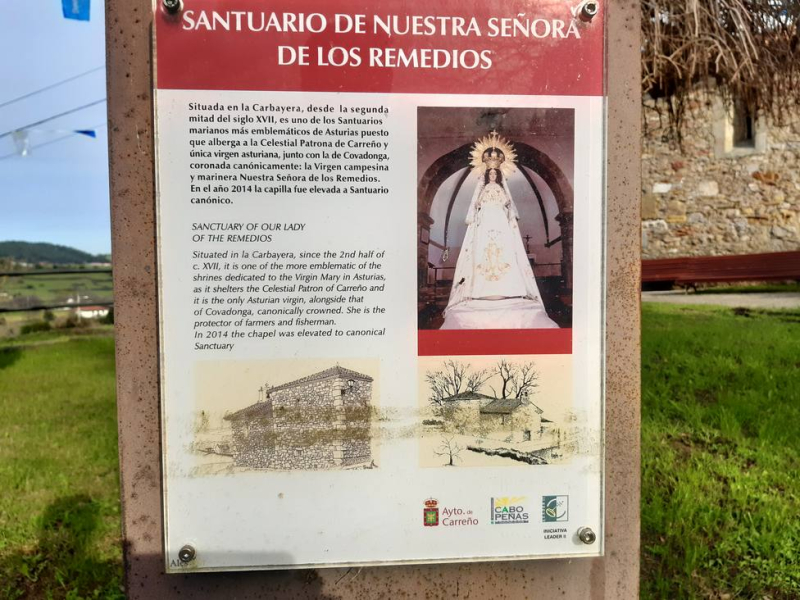 SANTUARIO DE NUESTRA SEÑORA
DE LOS REMEDIOS
Situada en la Carbayera, desde la segunda
mitad del siglo XVII, es uno de los Santuarios
marianos más emblemáticos de Asturias puesto
que alberga a la Celestial Patrona de Carreño y
única virgen asturiana, junto con la de Covadonga,
coronada canónicamente: la Virgen campesina
y marinera Nuestra Señora de los Remedios.
En el año 2014 la capilla fue elevada a Santuario
canónico.
SANCTUARY OF OUR LADY
OF THE REMEDIOS
Situated in la Carbayera, since the 2nd half of
c. XVII, it is one of the more emblematic of the
shrines dedicated to the Virgin Mary in Asturias,
as it shelters the Celestial Patron of Carreño and
it is the only Asturian virgin, alongside that
of Covadonga, canonically crowned. She is the
protector of farmers and fisherman.
In 2014 the chapel was elevated to canonical
Sanctuary
Ayto. de
Carreño
CABO
PEÑAS
INICIATIVA
LEADER II